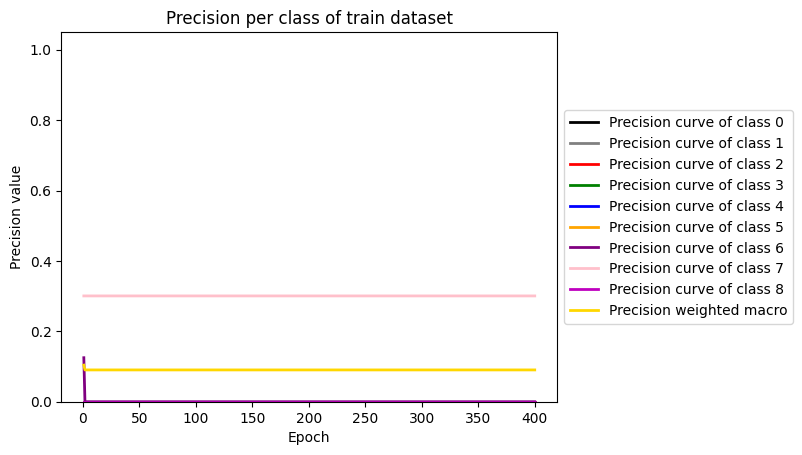 Precision per class of train dataset
1.0
0.8
0.6
0.4
0.2
0.0
Precision value
0
50
100
150
200
250
300
350
400
Epoch
Precision curve of class 0
Precision curve of class 1
Precision curve of class 2
Precision curve of class 3
Precision curve of class 4
Precision curve of class 5
Precision curve of class 6
Precision curve of class 7
Precision curve of class 8
Precision weighted macro